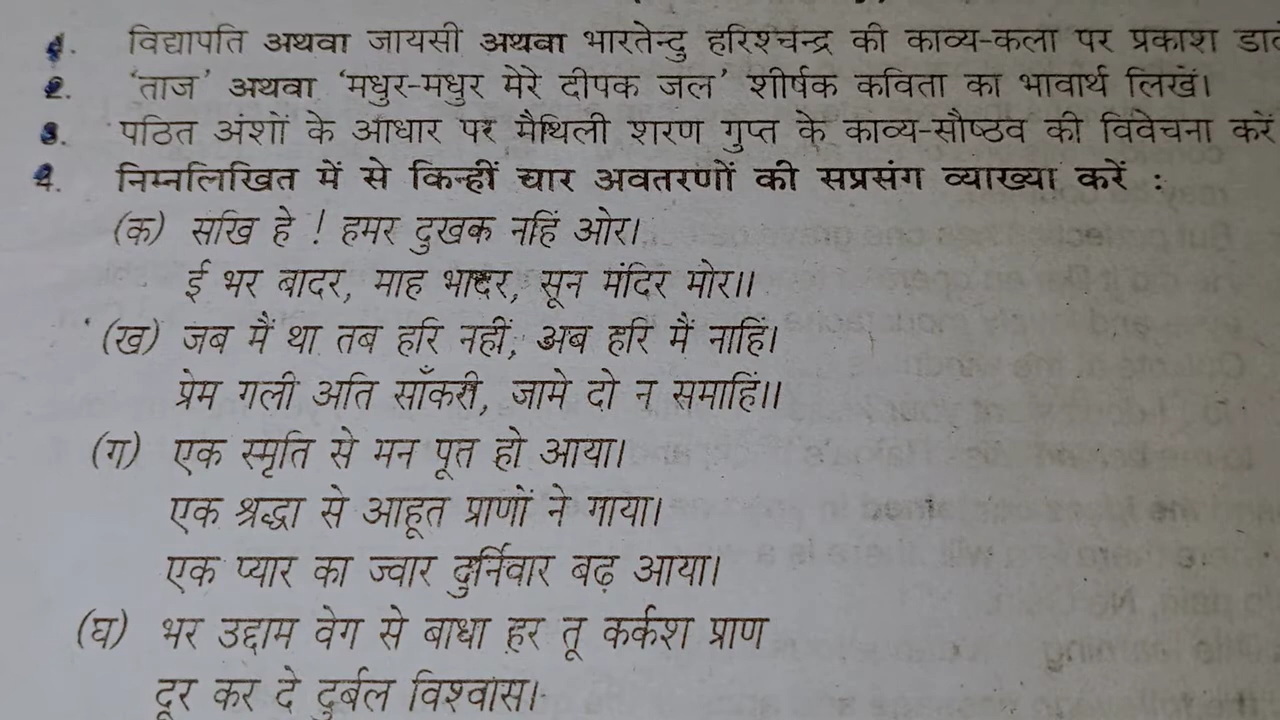 1. विद्यापति अथवा जायसी अथवा भारतेन्दु हरिश्चन्द्र की काव्य-कला पर प्रकाश
2. 'ताज' अथवा 'मधुर-मधुर मेरे दीपक जल' शीर्षक कविता का भावार्थ लिखें।
3. पठित अंशों के आधार पर मैथिली शरण गुप्त के काव्य-सौष्ठव की विवेचना करें
4. निम्नलिखित में से किन्हीं चार अवतरणों की सप्रसंग व्याख्या करें :
(क) सखि हे ! हमर दुखक नहिं ओर।
ई भर बादर, माह भादर, सून मंदिर मोर।।
(ख) जब मैं था तब हरि नहीं, अब हरि मैं नाहिं।
प्रेम गली अति साँकरी, जामे दो न समाहिं।।
(ग) एक स्मृति से मन पूत हो आया।
एक श्रद्धा से आहूत प्राणों ने गाया।
एक प्यार का ज्वार दुर्निवार बढ़ आया।
(घ) भर उद्दाम वेग से बाधा हर तू कर्कश प्राण
दूर कर दे दुर्बल विश्वास।